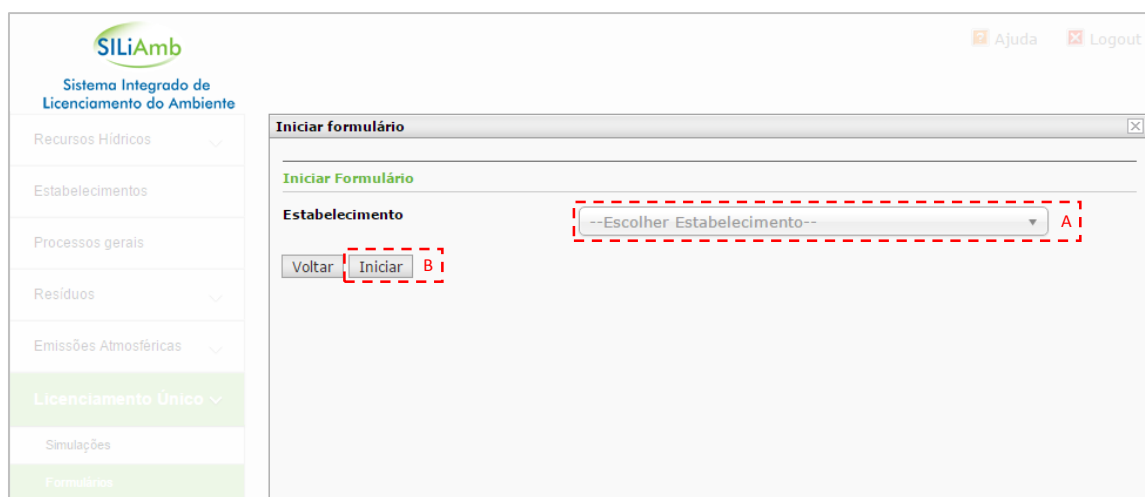 SILiAmb
Sistema Integrado de
Licenciamento do Ambiente
Ajuda
Logout
Recursos Hídricos
Estabelecimentos
Processos gerais
Resíduos
Emissões Atmosféricas
Licenciamento Único
Simulações
Formulários
Iniciar formulário
Iniciar Formulário
Estabelecimento
--Escolher Estabelecimento--
A
Voltar
Iniciar
B